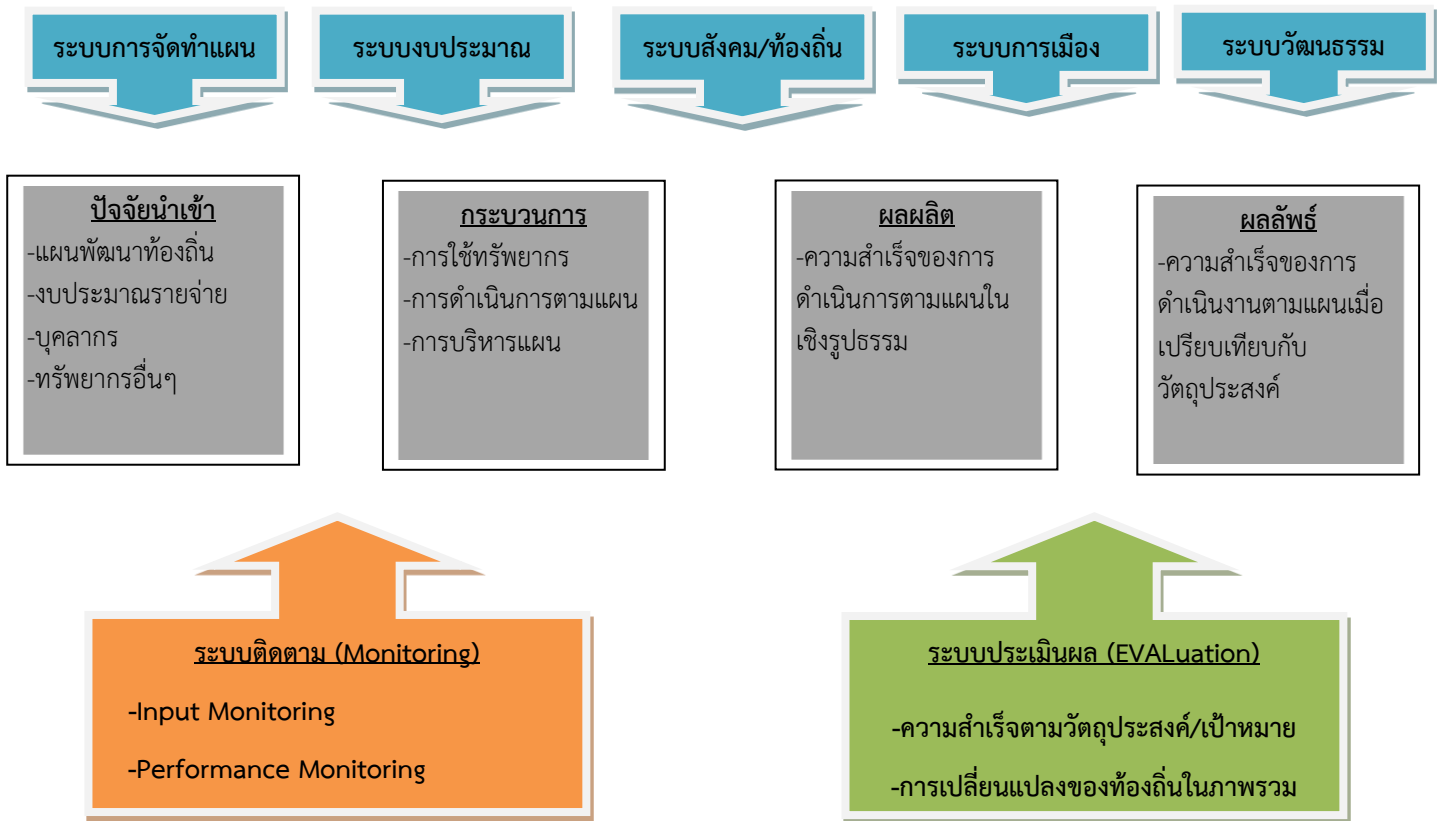 ระบบการจัดทำแผน
ระบบงบประมาณ
ระบบสังคม/ท้องถิ่น
ระบบการเมือง
ระบบวัฒนธรรม
ปัจจัยนำเข้า
-แผนพัฒนาท้องถิ่น
-งบประมาณรายจ่าย
-บุคลากร
-ทรัพยากรอื่นๆ
กระบวนการ
-การใช้ทรัพยากร
-การดำเนินการตามแผน
-การบริหารแผน
ผลผลิต
-ความสำเร็จของการ
ดำเนินการตามแผนใน
เชิงรูปธรรม
ผลลัพธ์
-ความสำเร็จของการ
ดำเนินงานตามแผนเมื่อ
เปรียบเทียบกับ
วัตถุประสงค์
ระบบติดตาม (Monitoring)
-Input Monitoring
-Performance Monitoring
ระบบประเมินผล (EVALuation)
-ความสำเร็จตามวัตถุประสงค์/เป้าหมาย
-การเปลี่ยนแปลงของท้องถิ่นในภาพรวม